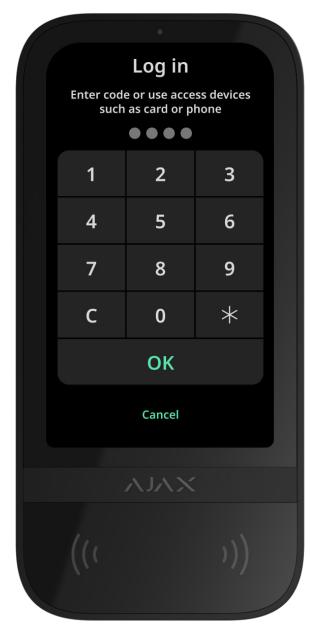 Log in
Enter code or use access devices
such as card or phone
1 2 3
4 5 6
7 8 9
C 0 *
OK
Cancel
AJAX